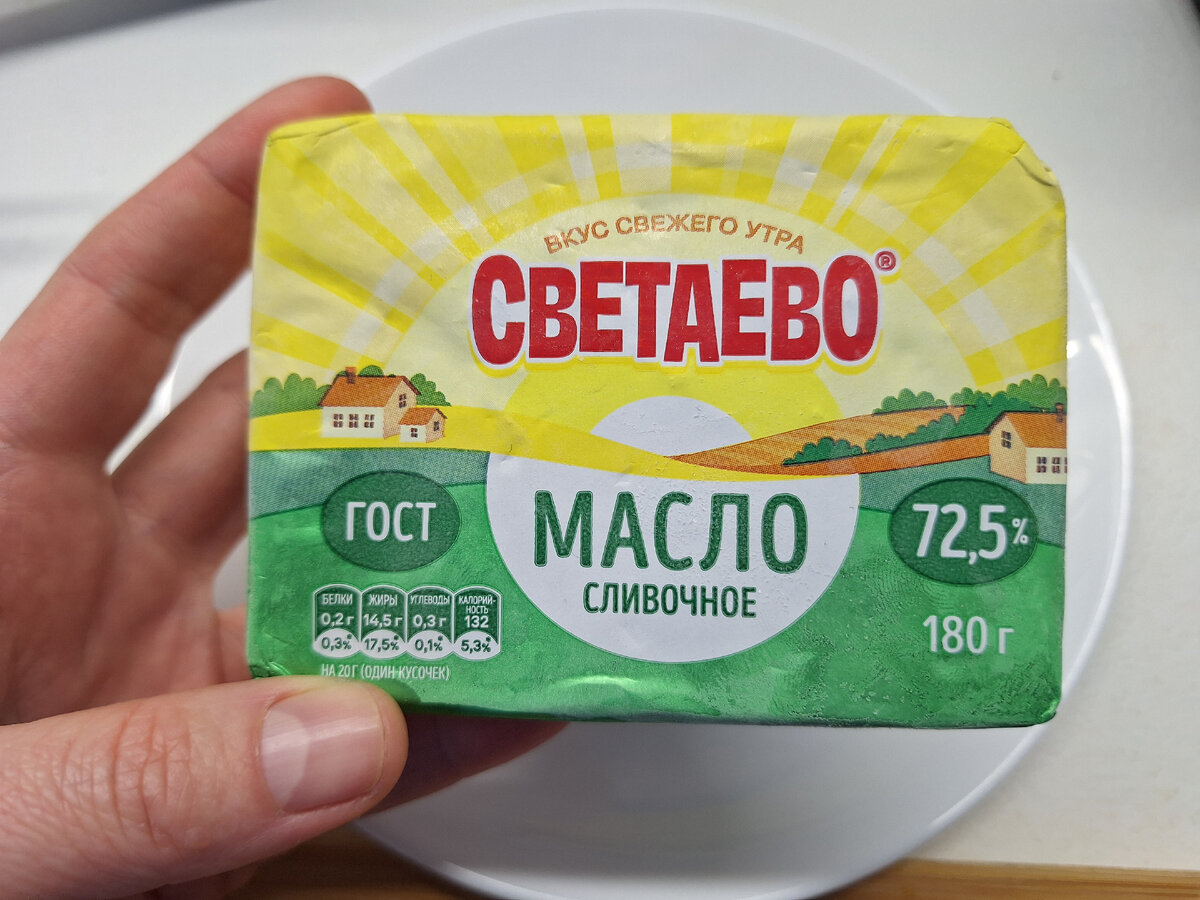 ВКУС СВЕЖЕГО УТРА
СВЕТАЕВО®
ГОСТ
МАСЛО
СЛИВОЧНОЕ
72,5%
180 г
БЕЛКИ
0,2 г
0,3%*
ЖИРЫ
14,5 г
17,5%*
УГЛЕВОДЫ
0,3 г
0,1%*
КАЛОРИЙ-
НОСТЬ
132
5,3%*
НА 20 Г (ОДИН КУСОЧЕК)